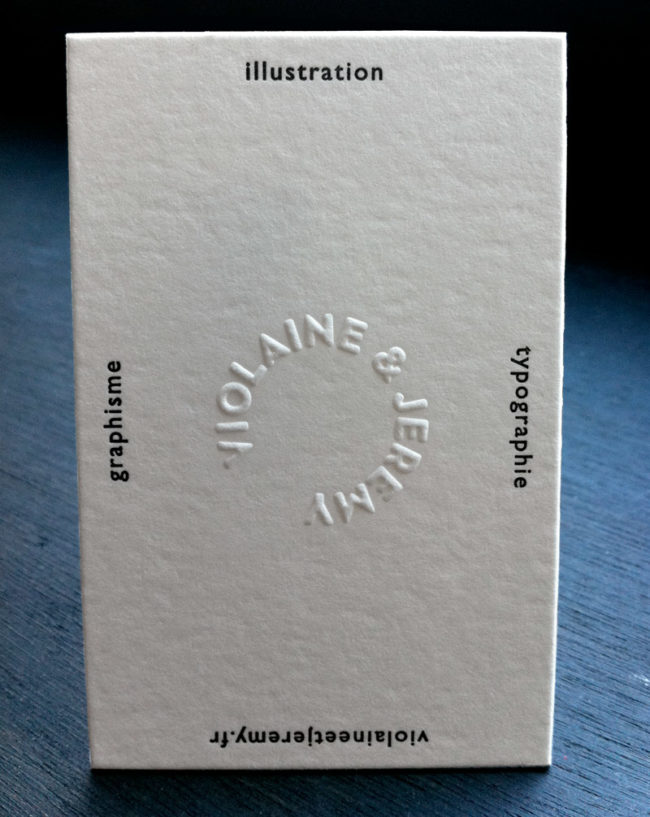 illustration
VIOLAINE & JEREMY
graphisme
typographie
violaineetjeremy.fr